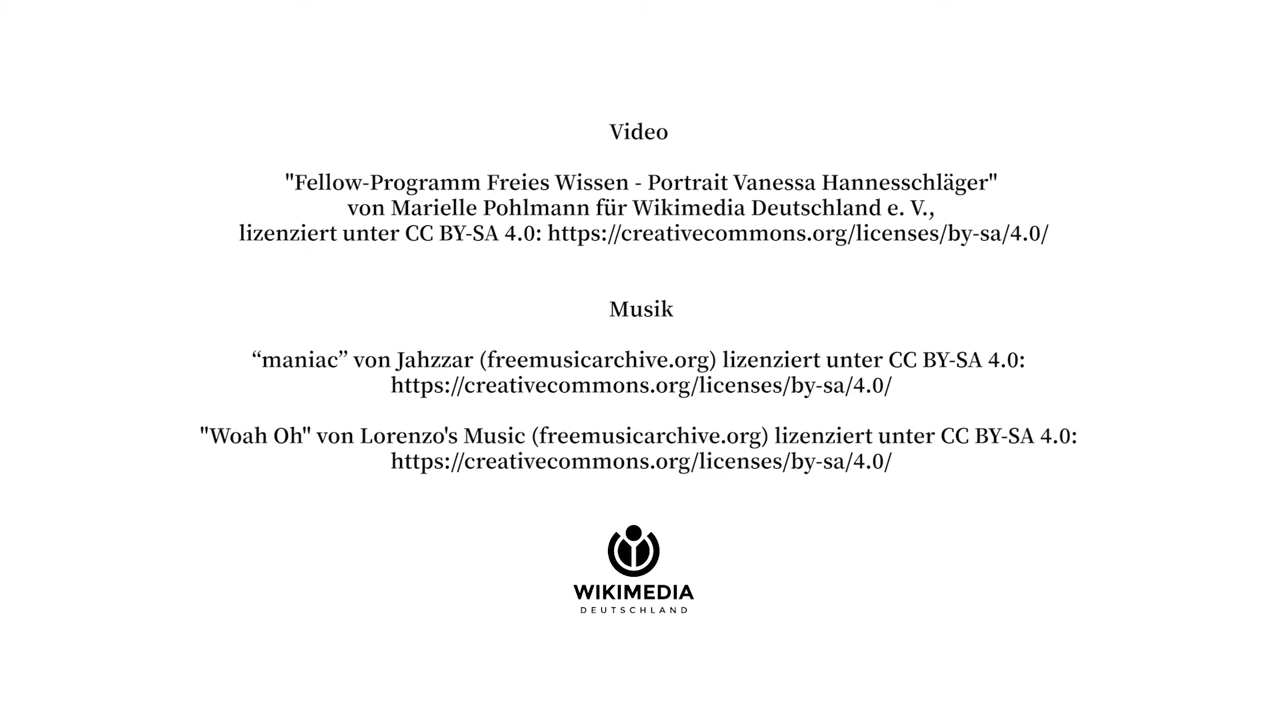 Video
"Fellow-Programm Freies Wissen - Portrait Vanessa Hannesschläger"
von Marielle Pohlmann für Wikimedia Deutschland e. V.,
lizenziert unter CC BY-SA 4.0: https://creativecommons.org/licenses/by-sa/4.0/
Musik
“maniac” von Jahzzar (freemusicarchive.org) lizenziert unter CC BY-SA 4.0:
https://creativecommons.org/licenses/by-sa/4.0/
"Woah Oh" von Lorenzo's Music (freemusicarchive.org) lizenziert unter CC BY-SA 4.0:
https://creativecommons.org/licenses/by-sa/4.0/
WIKIMEDIA
DEUTSCHLAND